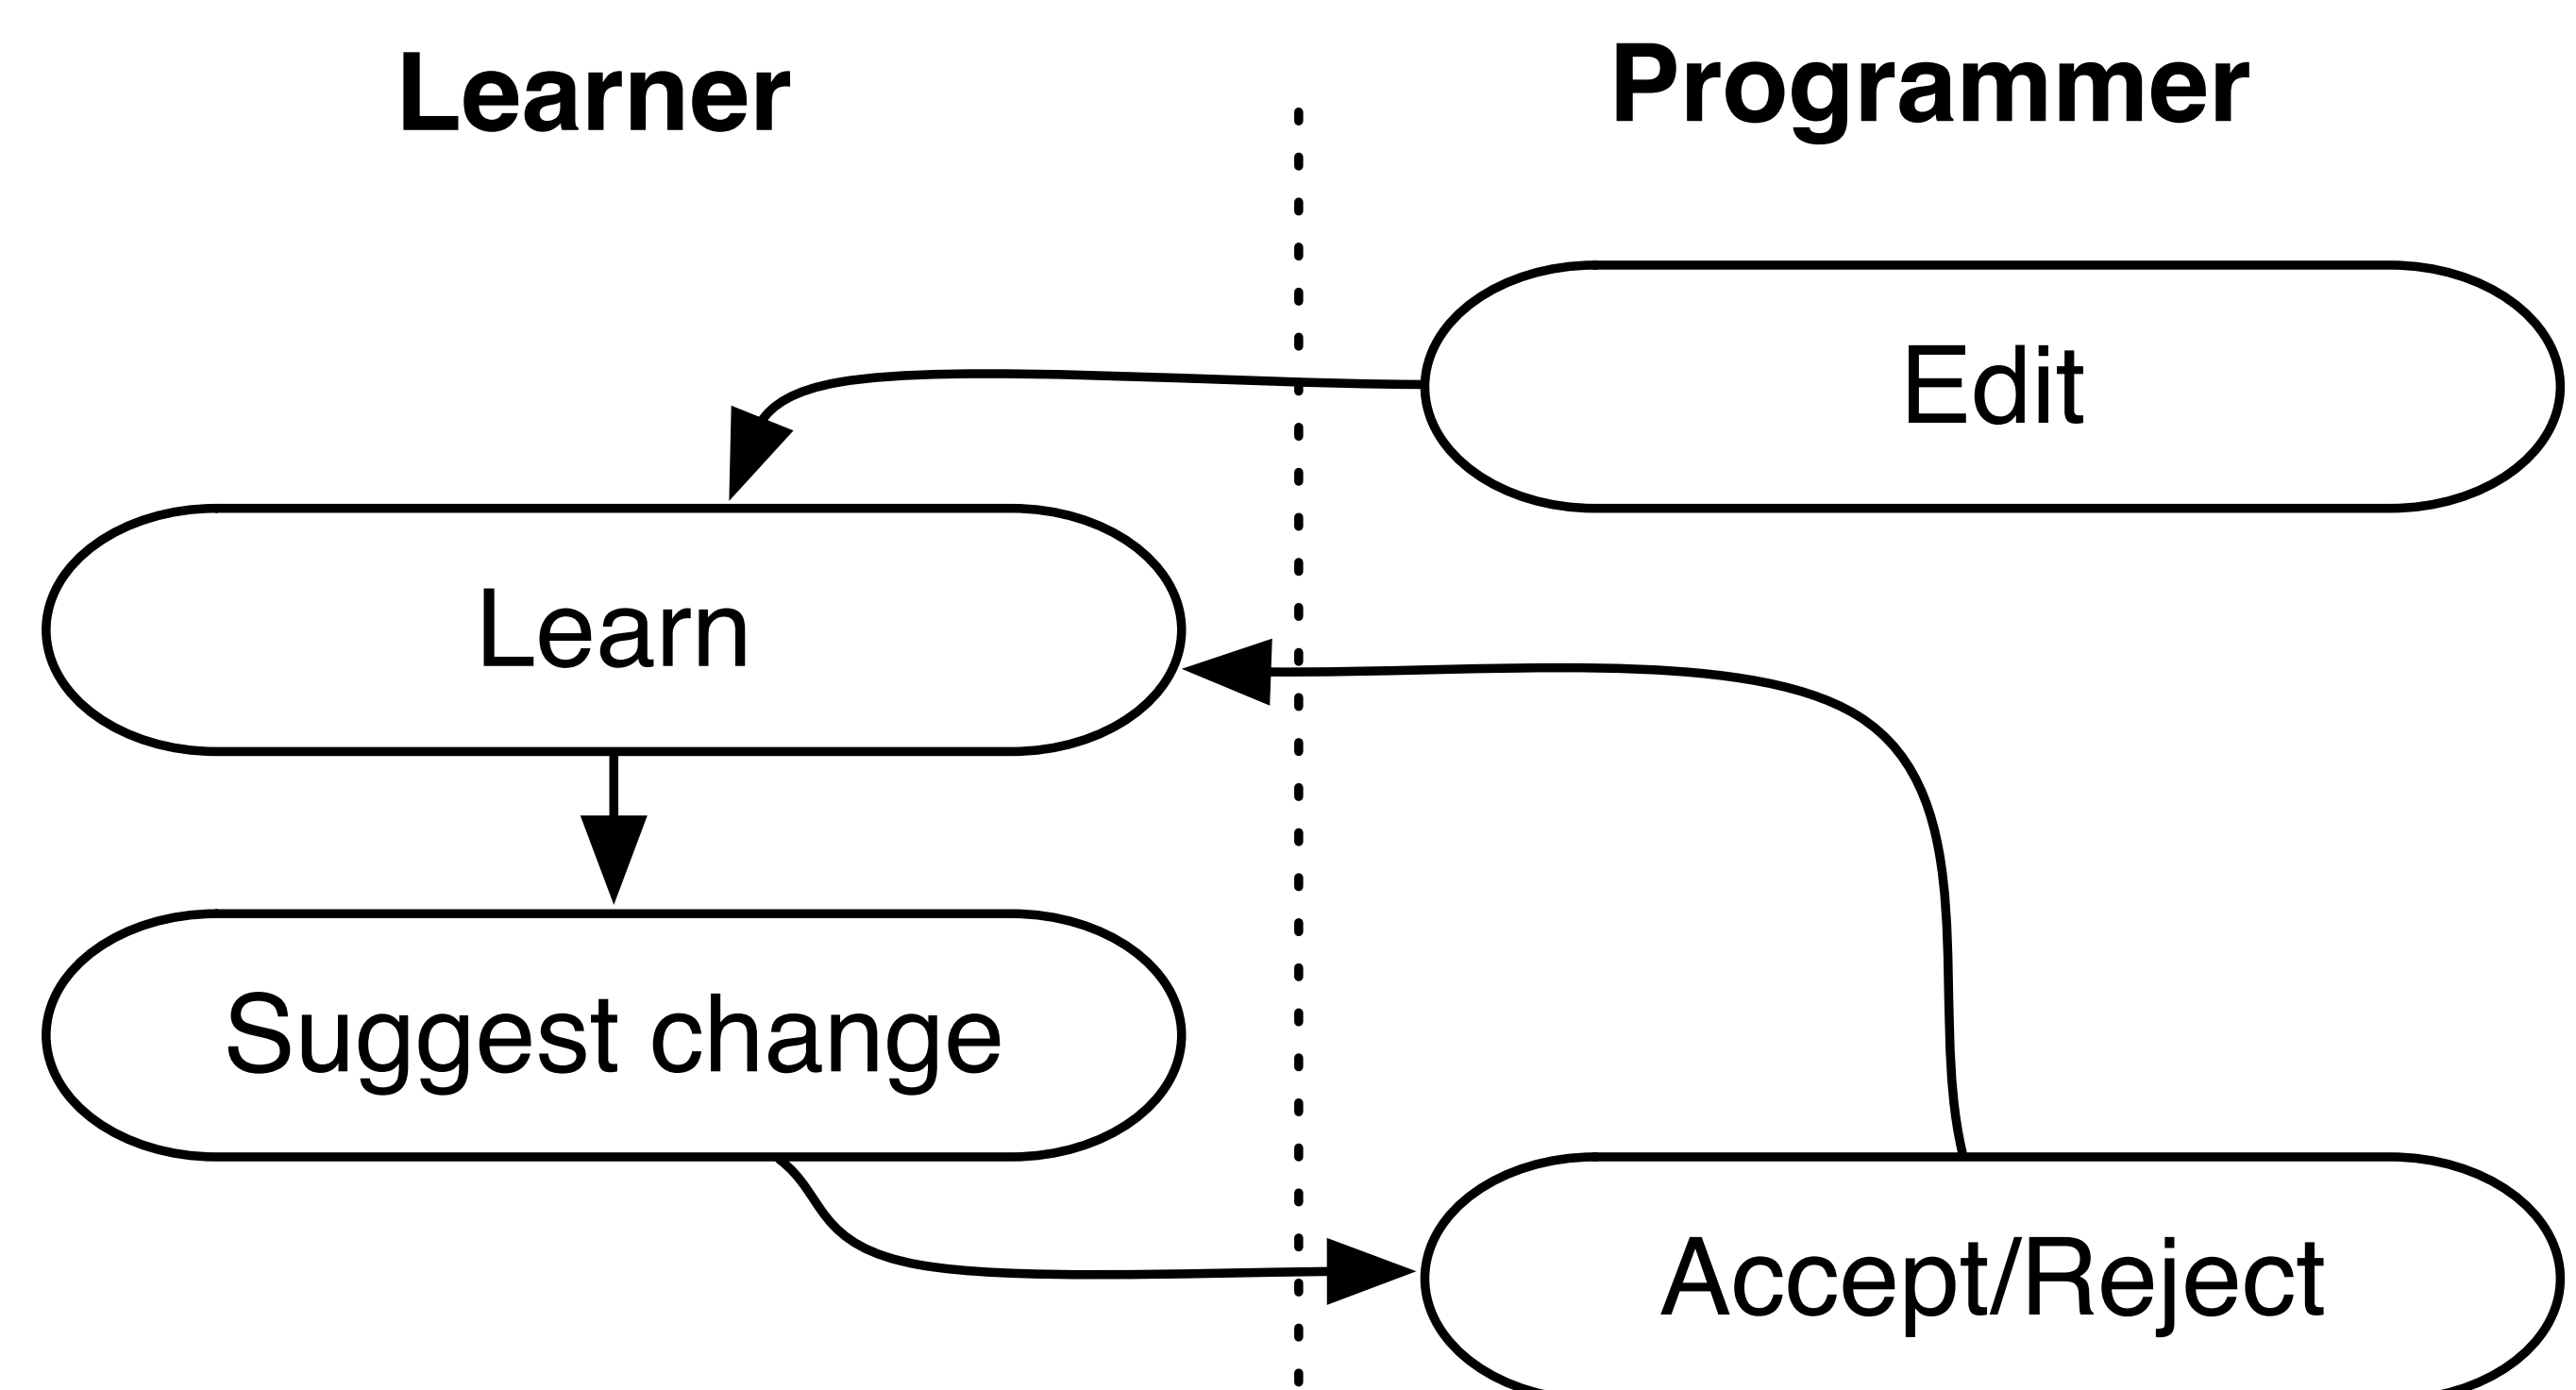 Learner
Programmer
Edit
Learn
Suggest change
Accept/Reject